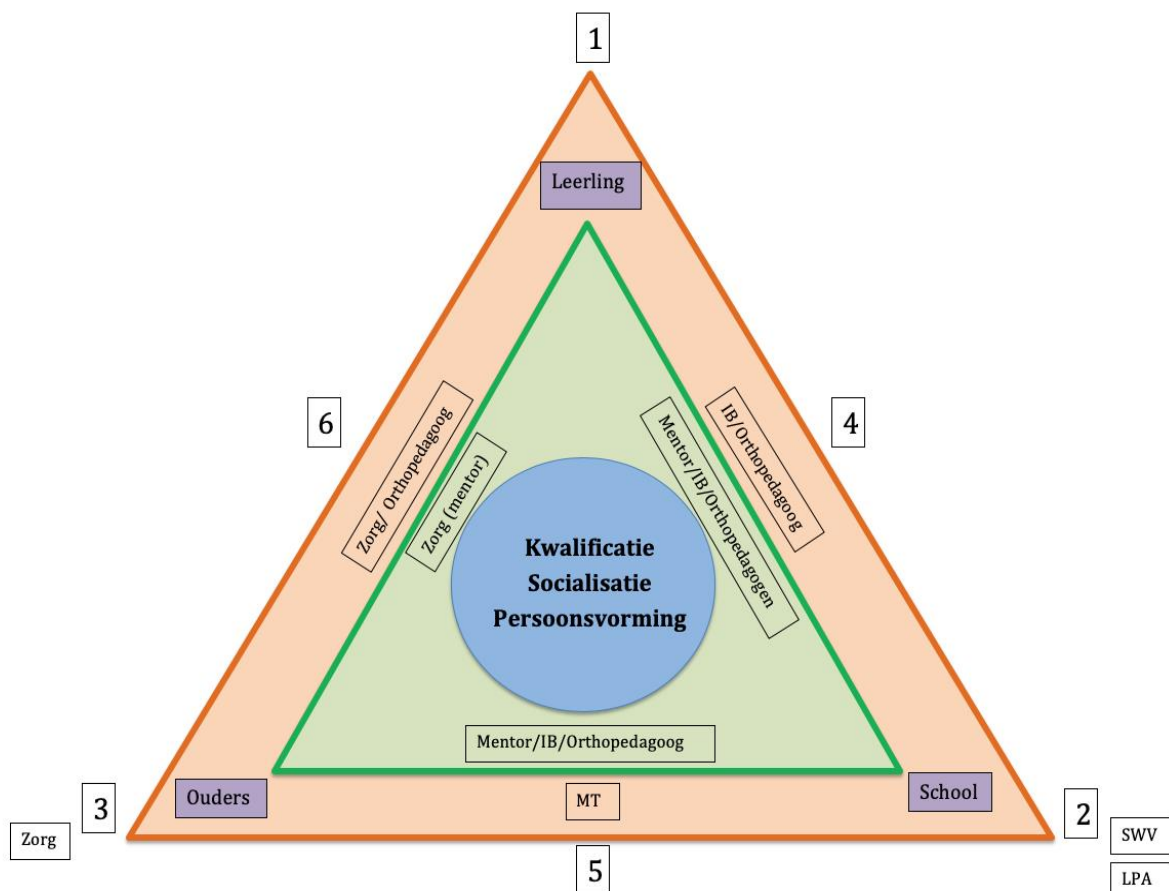 1
Leerling
6
4
Zorg/ Orthopedagoog
Zorg (mentor)
Mentor/IB/Orthopedagogen
IB/Orthopedagoog
Kwalificatie
Socialisatie
Persoonsvorming
Mentor/IB/Orthopedagoog
3
Ouders
MT
School
2
Zorg
5
SWV
LPA